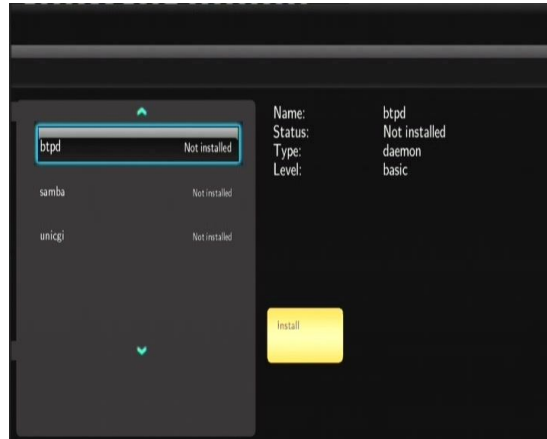 btpd Not installed
samba Not installed
unicgi Not installed
Name: btpd
Status: Not installed
Type: daemon
Level: basic
Install